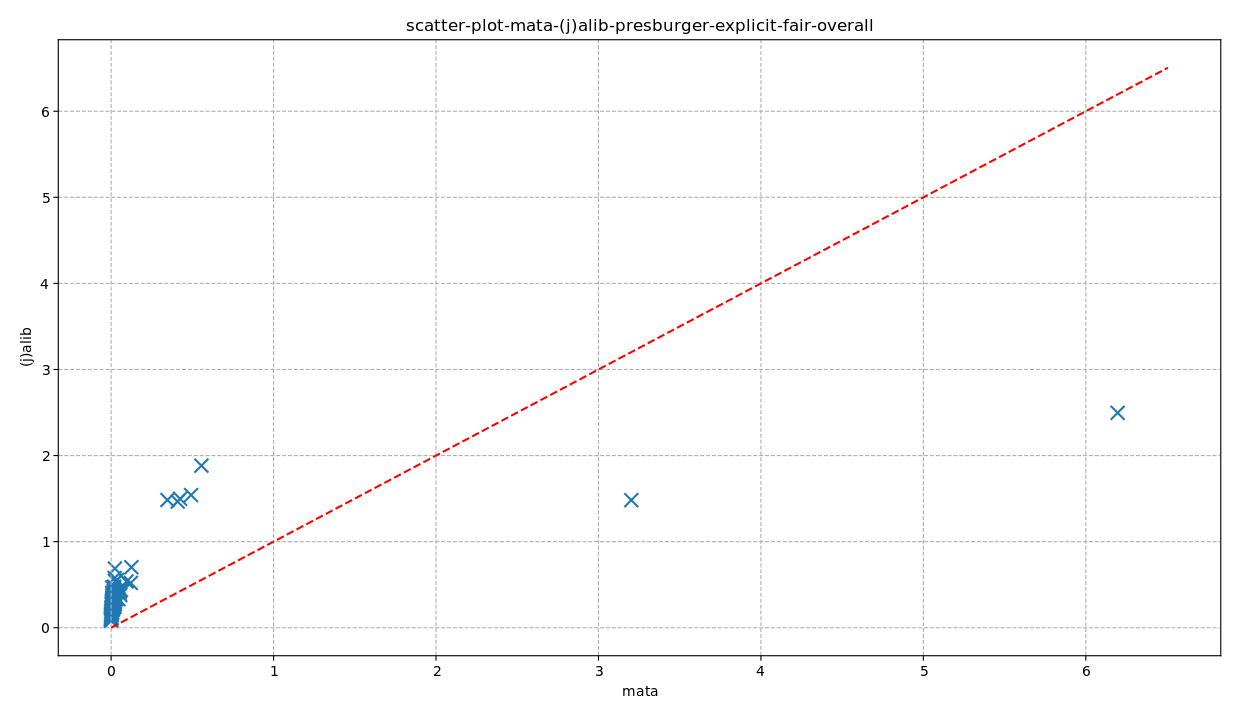 scatter-plot-mata-(j)alib-presburger-explicit-fair-overall
6
5
4
3
2
1
0
(j)alib
0 1 2 3 4 5 6
mata